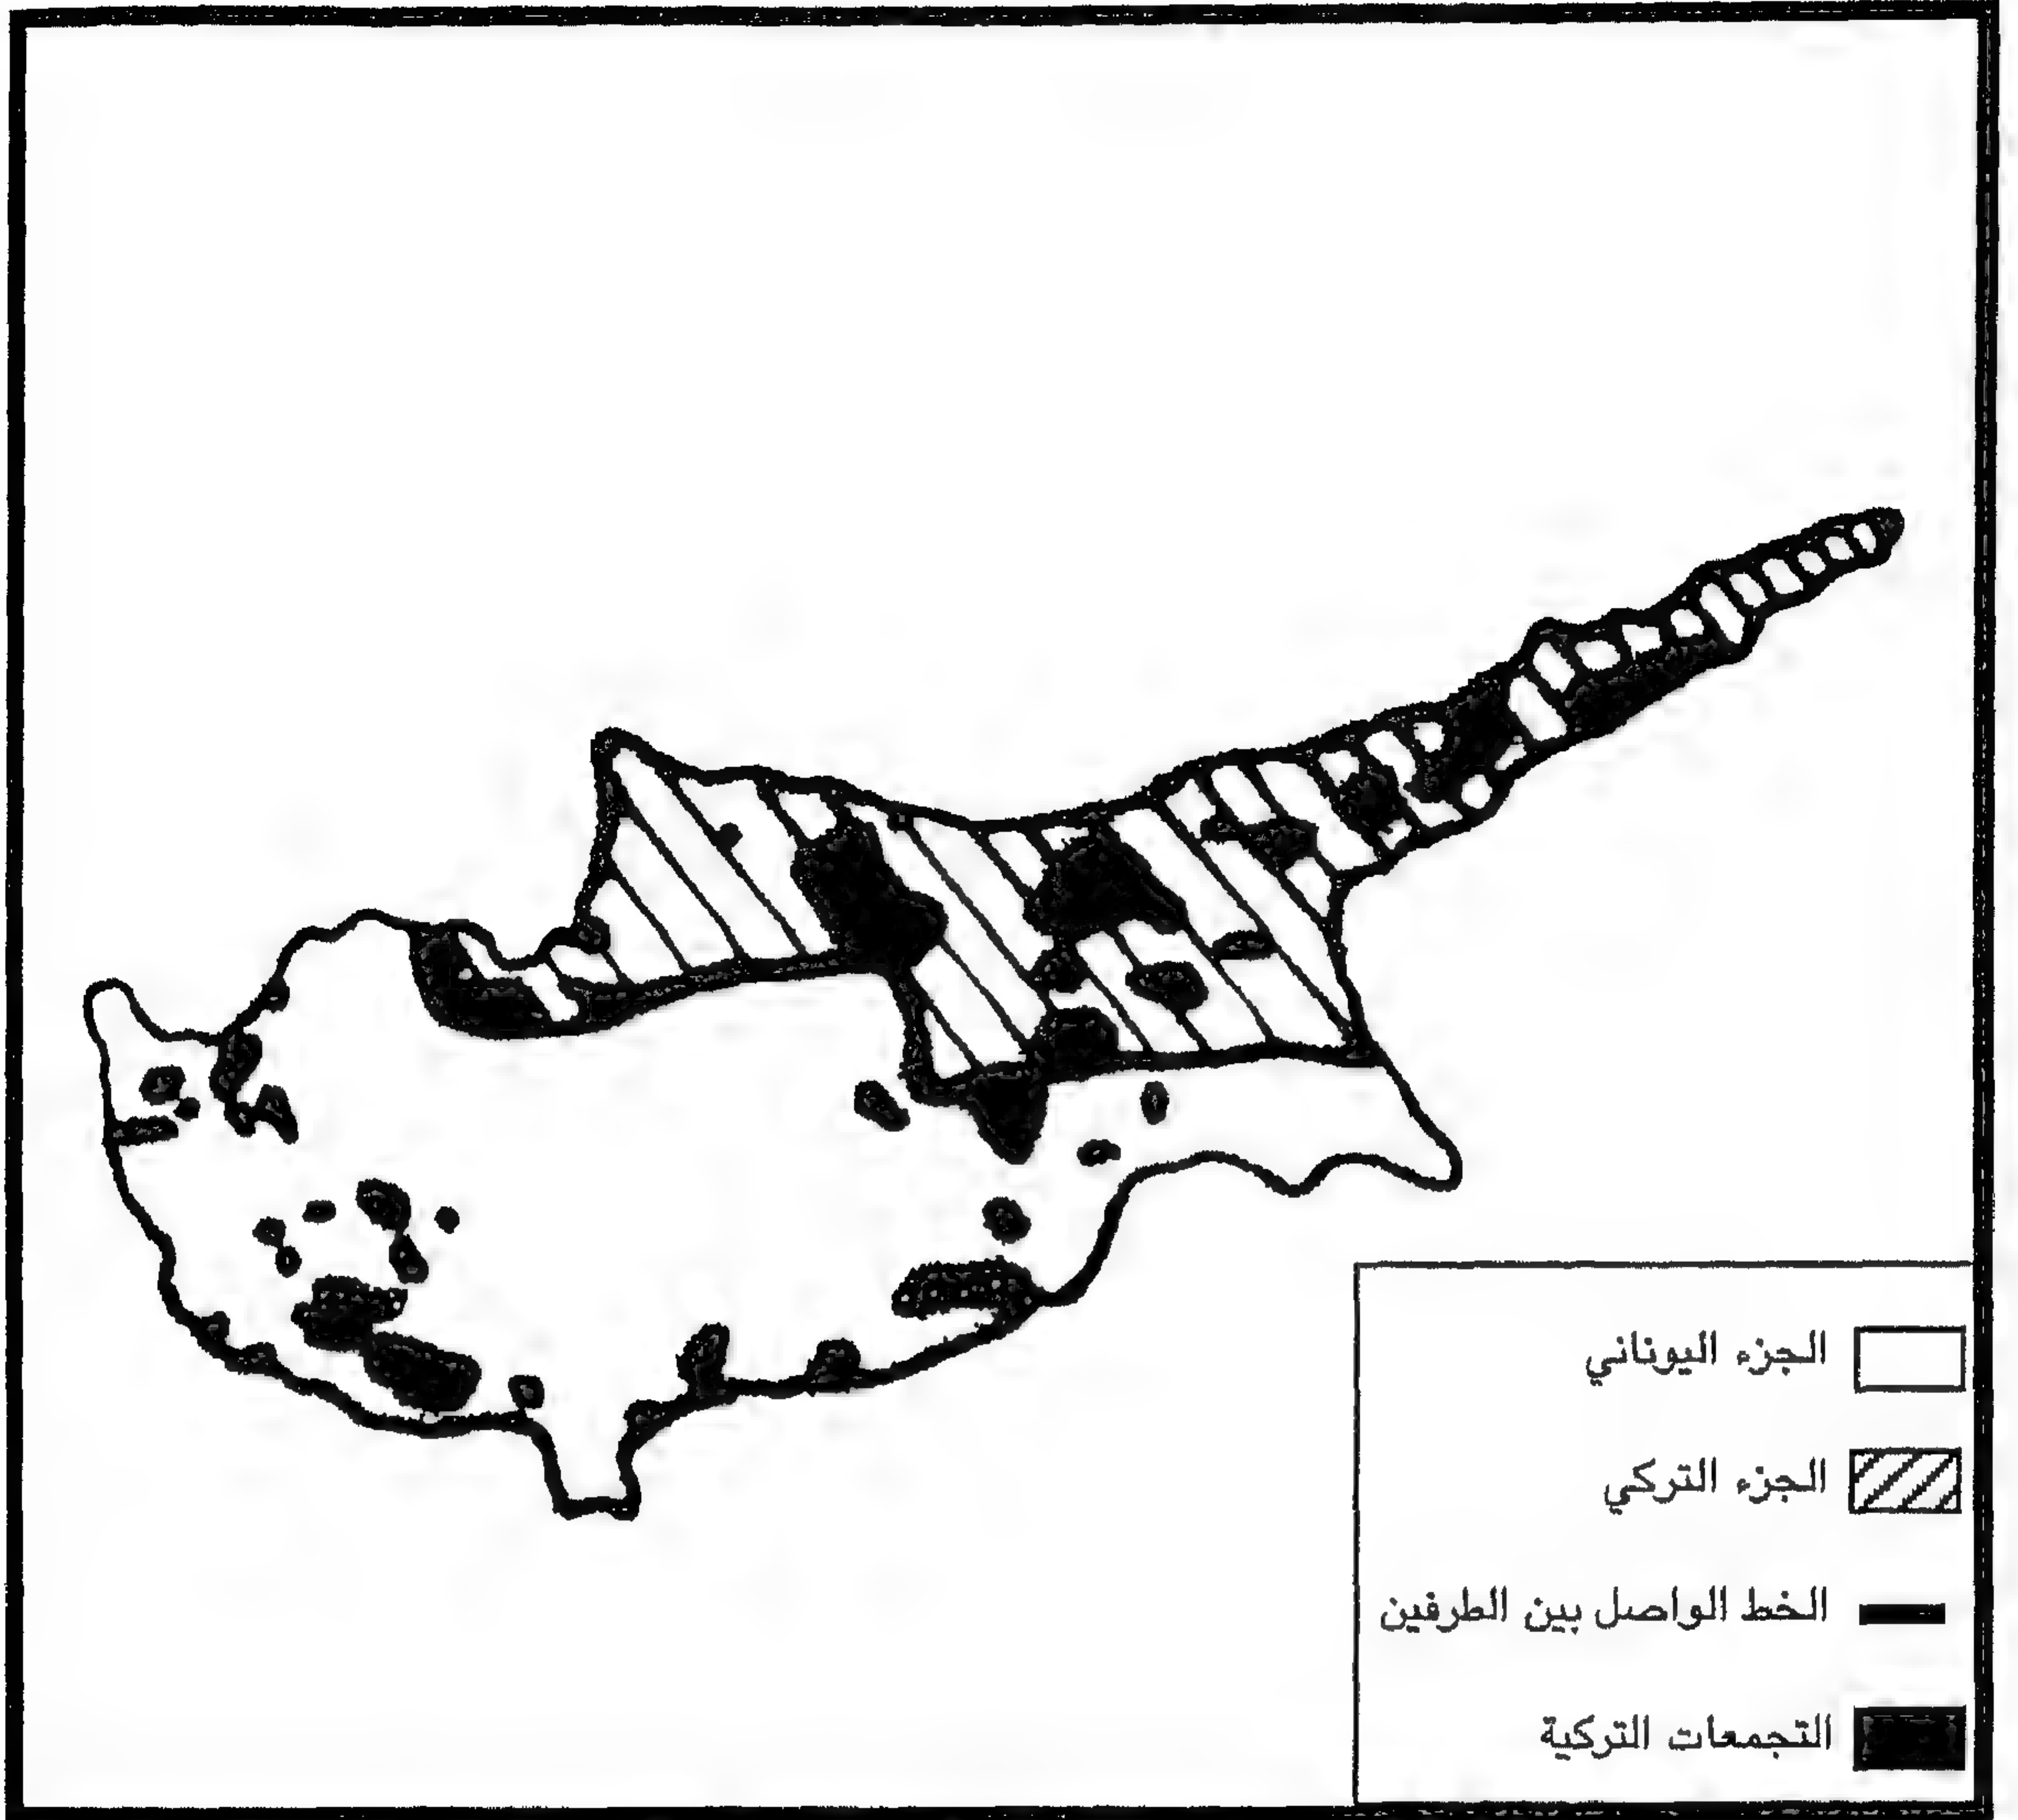 الجزء اليوناني
الجزء التركي
الخط الواصل بين الطرفين
التجمعات التركية